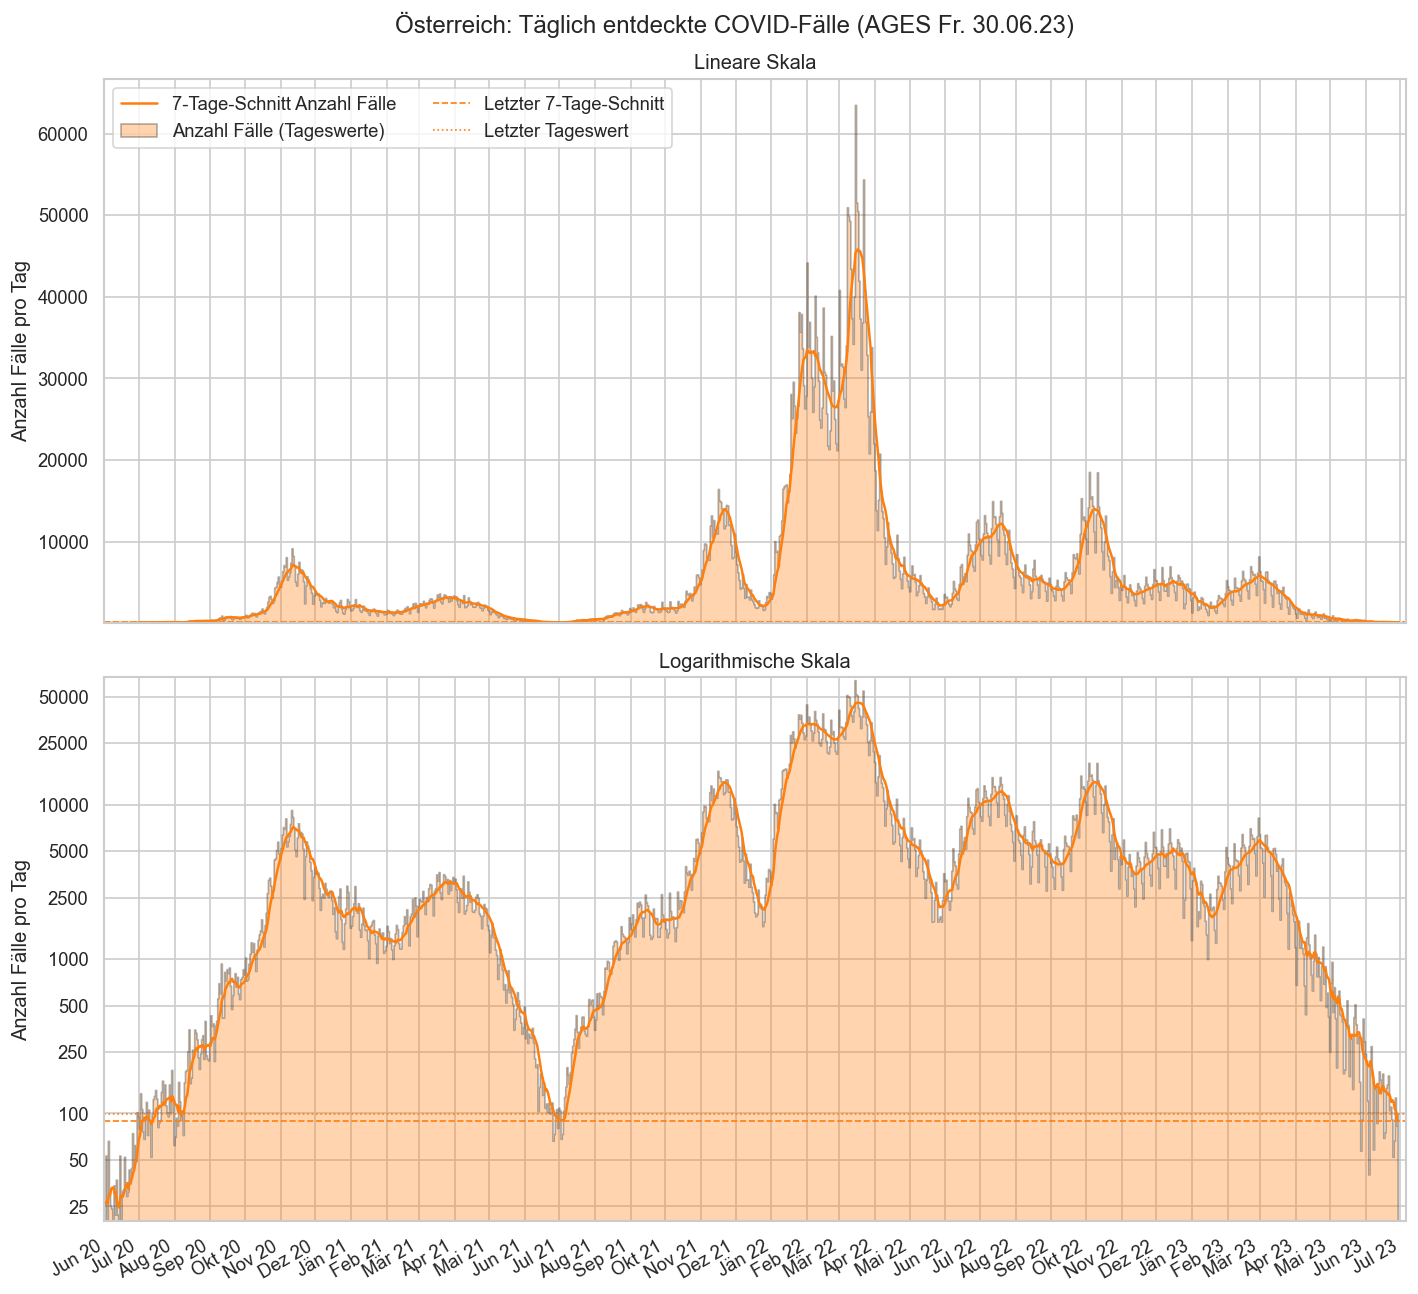 Österreich: Täglich entdeckte COVID-Fälle (AGES Fr. 30.06.23)
Lineare Skala
7-Tage-Schnitt Anzahl Fälle
Anzahl Fälle (Tageswerte)
Letzter 7-Tage-Schnitt
Letzter Tageswert
Anzahl Fälle pro Tag
60000
50000
40000
30000
20000
10000
Logarithmische Skala
Anzahl Fälle pro Tag
50000
25000
10000
5000
2500
1000
500
250
100
50
25
Jun 20
Jul 20
Aug 20
Sep 20
Okt 20
Nov 20
Dez 20
Jän 21
Feb 21
Mär 21
Apr 21
Mai 21
Jun 21
Jul 21
Aug 21
Sep 21
Okt 21
Nov 21
Dez 21
Jän 22
Feb 22
Mär 22
Apr 22
Mai 22
Jun 22
Jul 22
Aug 22
Sep 22
Okt 22
Nov 22
Dez 22
Jän 23
Feb 23
Mär 23
Apr 23
Mai 23
Jun 23
Jul 23